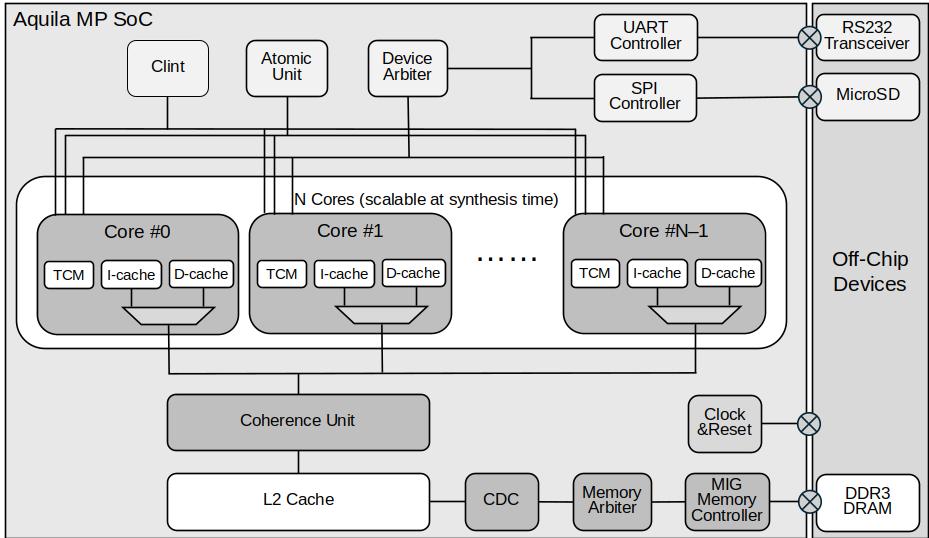 Aquila MP SoC
Clint
Atomic
Unit
Device
Arbiter
UART
Controller
SPI
Controller
RS232
Transceiver
MicroSD
N Cores (scalable at synthesis time)
Core #0
TCM
I-cache
D-cache
Core #1
TCM
I-cache
D-cache
......
Core #N–1
TCM
I-cache
D-cache
Off-Chip
Devices
Coherence Unit
Clock
&Reset
L2 Cache
CDC
Memory
Arbiter
MIG
Memory
Controller
DDR3
DRAM